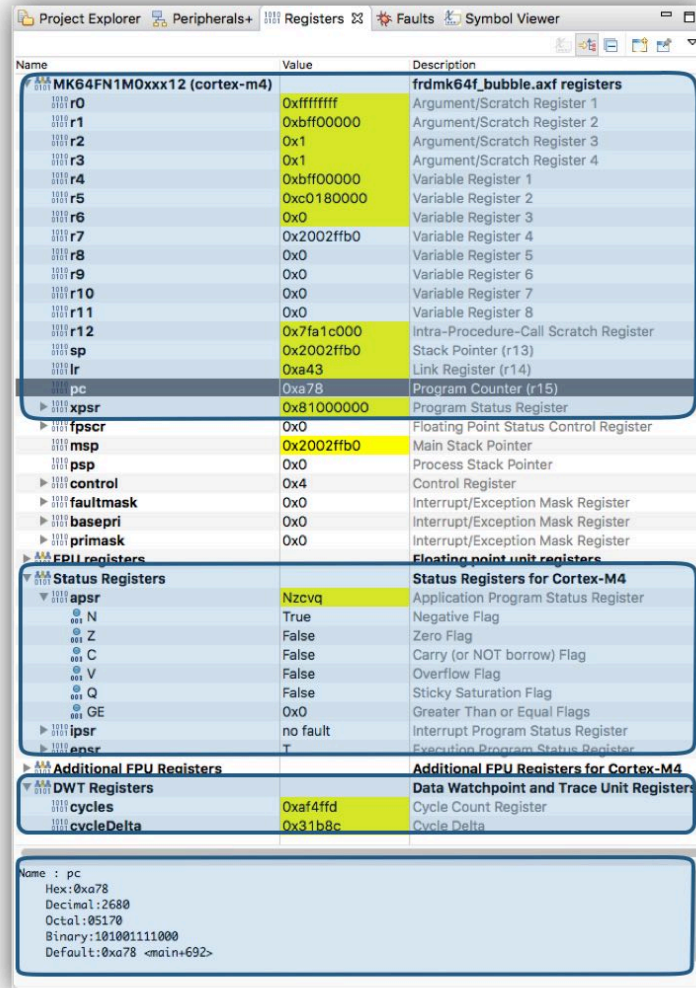 Project Explorer Peripherals+ Registers Faults Symbol Viewer
Name Value Description
MK64FN1M0xxx12 (cortex-m4) frdmk64f_bubble.axf registers
r0 0xffffffff Argument/Scratch Register 1
r1 0xbff00000 Argument/Scratch Register 2
r2 0x1 Argument/Scratch Register 3
r3 0x1 Argument/Scratch Register 4
r4 0xbff00000 Variable Register 1
r5 0xc0180000 Variable Register 2
r6 0x0 Variable Register 3
r7 0x2002ffb0 Variable Register 4
r8 0x0 Variable Register 5
r9 0x0 Variable Register 6
r10 0x0 Variable Register 7
r11 0x0 Variable Register 8
r12 0x7fa1c000 Intra-Procedure-Call Scratch Register
sp 0x2002ffb0 Stack Pointer (r13)
lr 0xa43 Link Register (r14)
pc 0xa78 Program Counter (r15)
xpsr 0x81000000 Program Status Register
fpscr 0x0 Floating Point Status Control Register
msp 0x2002ffb0 Main Stack Pointer
psp 0x0 Process Stack Pointer
control 0x4 Control Register
faultmask 0x0 Interrupt/Exception Mask Register
basepri 0x0 Interrupt/Exception Mask Register
primask 0x0 Interrupt/Exception Mask Register
FPU registers Floating point unit registers
Status Registers Status Registers for Cortex-M4
apsr Nzcvq Application Program Status Register
N True Negative Flag
Z False Zero Flag
C False Carry (or NOT borrow) Flag
V False Overflow Flag
Q False Sticky Saturation Flag
GE 0x0 Greater Than or Equal Flags
ipsr no fault Interrupt Program Status Register
epsr T Execution Program Status Register
Additional FPU Registers Additional FPU Registers for Cortex-M4
DWT Registers Data Watchpoint and Trace Unit Registers
cycles 0xaf4ffd Cycle Count Register
cycleDelta 0x31b8c Cycle Delta
Name : pc
Hex:0xa78
Decimal:2680
Octal:05170
Binary:101001111000
Default:0xa78 <main+692>